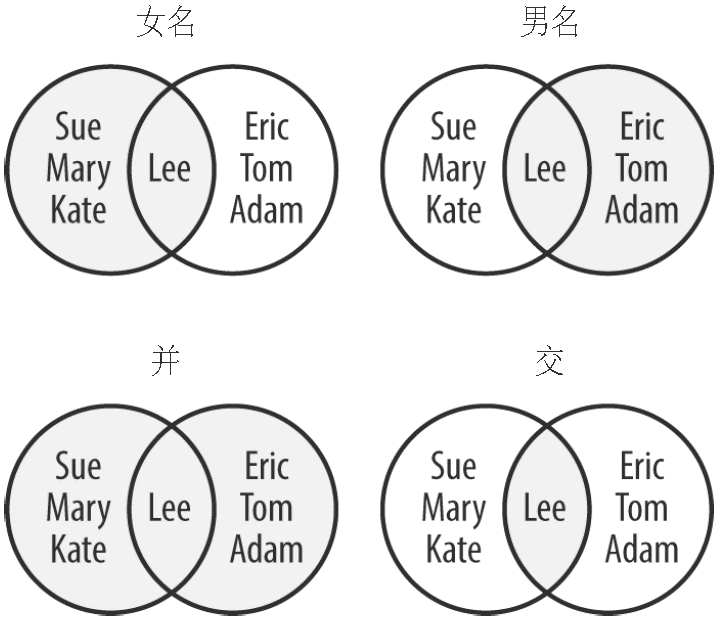 女名
Sue
Mary
Kate
Lee
Eric
Tom
Adam
男名
Sue
Mary
Kate
Lee
Eric
Tom
Adam
并
Sue
Mary
Kate
Lee
Eric
Tom
Adam
交
Sue
Mary
Kate
Lee
Eric
Tom
Adam